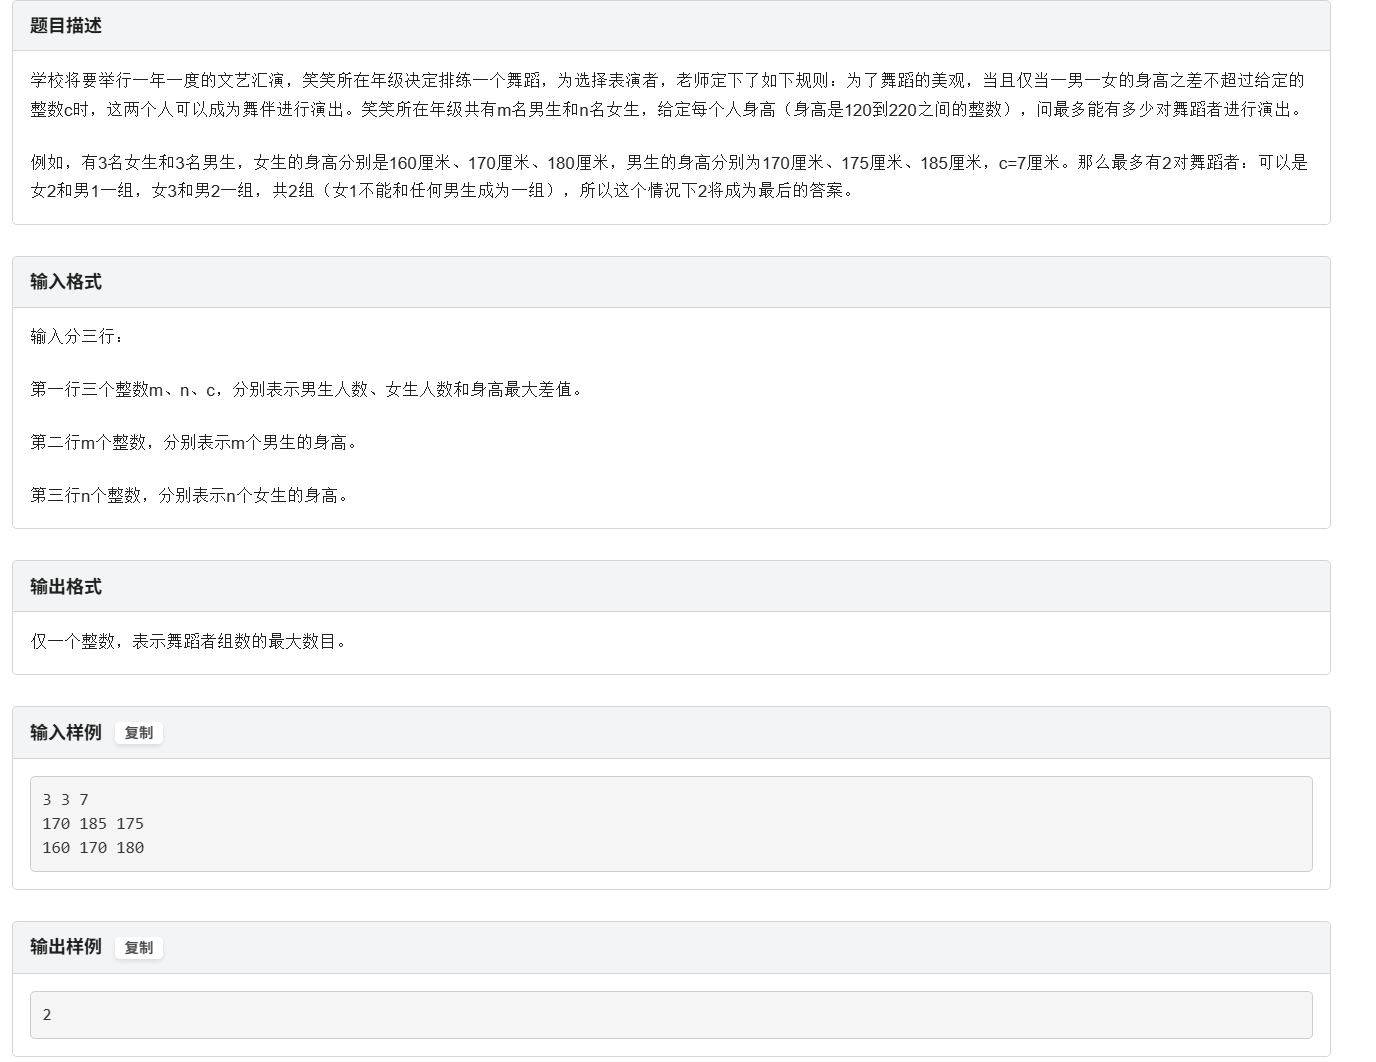 题目描述
学校将要举行一年一度的文艺汇演，笑笑所在年级决定排练一个舞蹈，为选择表演者，老师定下了如下规则：为了舞蹈的美观，当且仅当一男一女的身高之差不超过给定的
整数c时，这两个人可以成为舞伴进行演出。笑笑所在年级共有m名男生和n名女生，给定每个人身高（身高是120到220之间的整数），问最多能有多少对舞蹈者进行演出。
例如，有3名女生和3名男生，女生的身高分别是160厘米、170厘米、180厘米，男生的身高分别为170厘米、175厘米、185厘米，c=7厘米。那么最多有2对舞蹈者：可以是
女2和男1一组，女3和男2一组，共2组（女1不能和任何男生成为一组），所以这个情况下2将成为最后的答案。
输入格式
输入分三行：
第一行三个整数m、n、c，分别表示男生人数、女生人数和身高最大差值。
第二行m个整数，分别表示m个男生的身高。
第三行n个整数，分别表示n个女生的身高。
输出格式
仅一个整数，表示舞蹈者组数的最大数目。
输入样例 复制
3 3 7
170 185 175
160 170 180
输出样例 复制
2